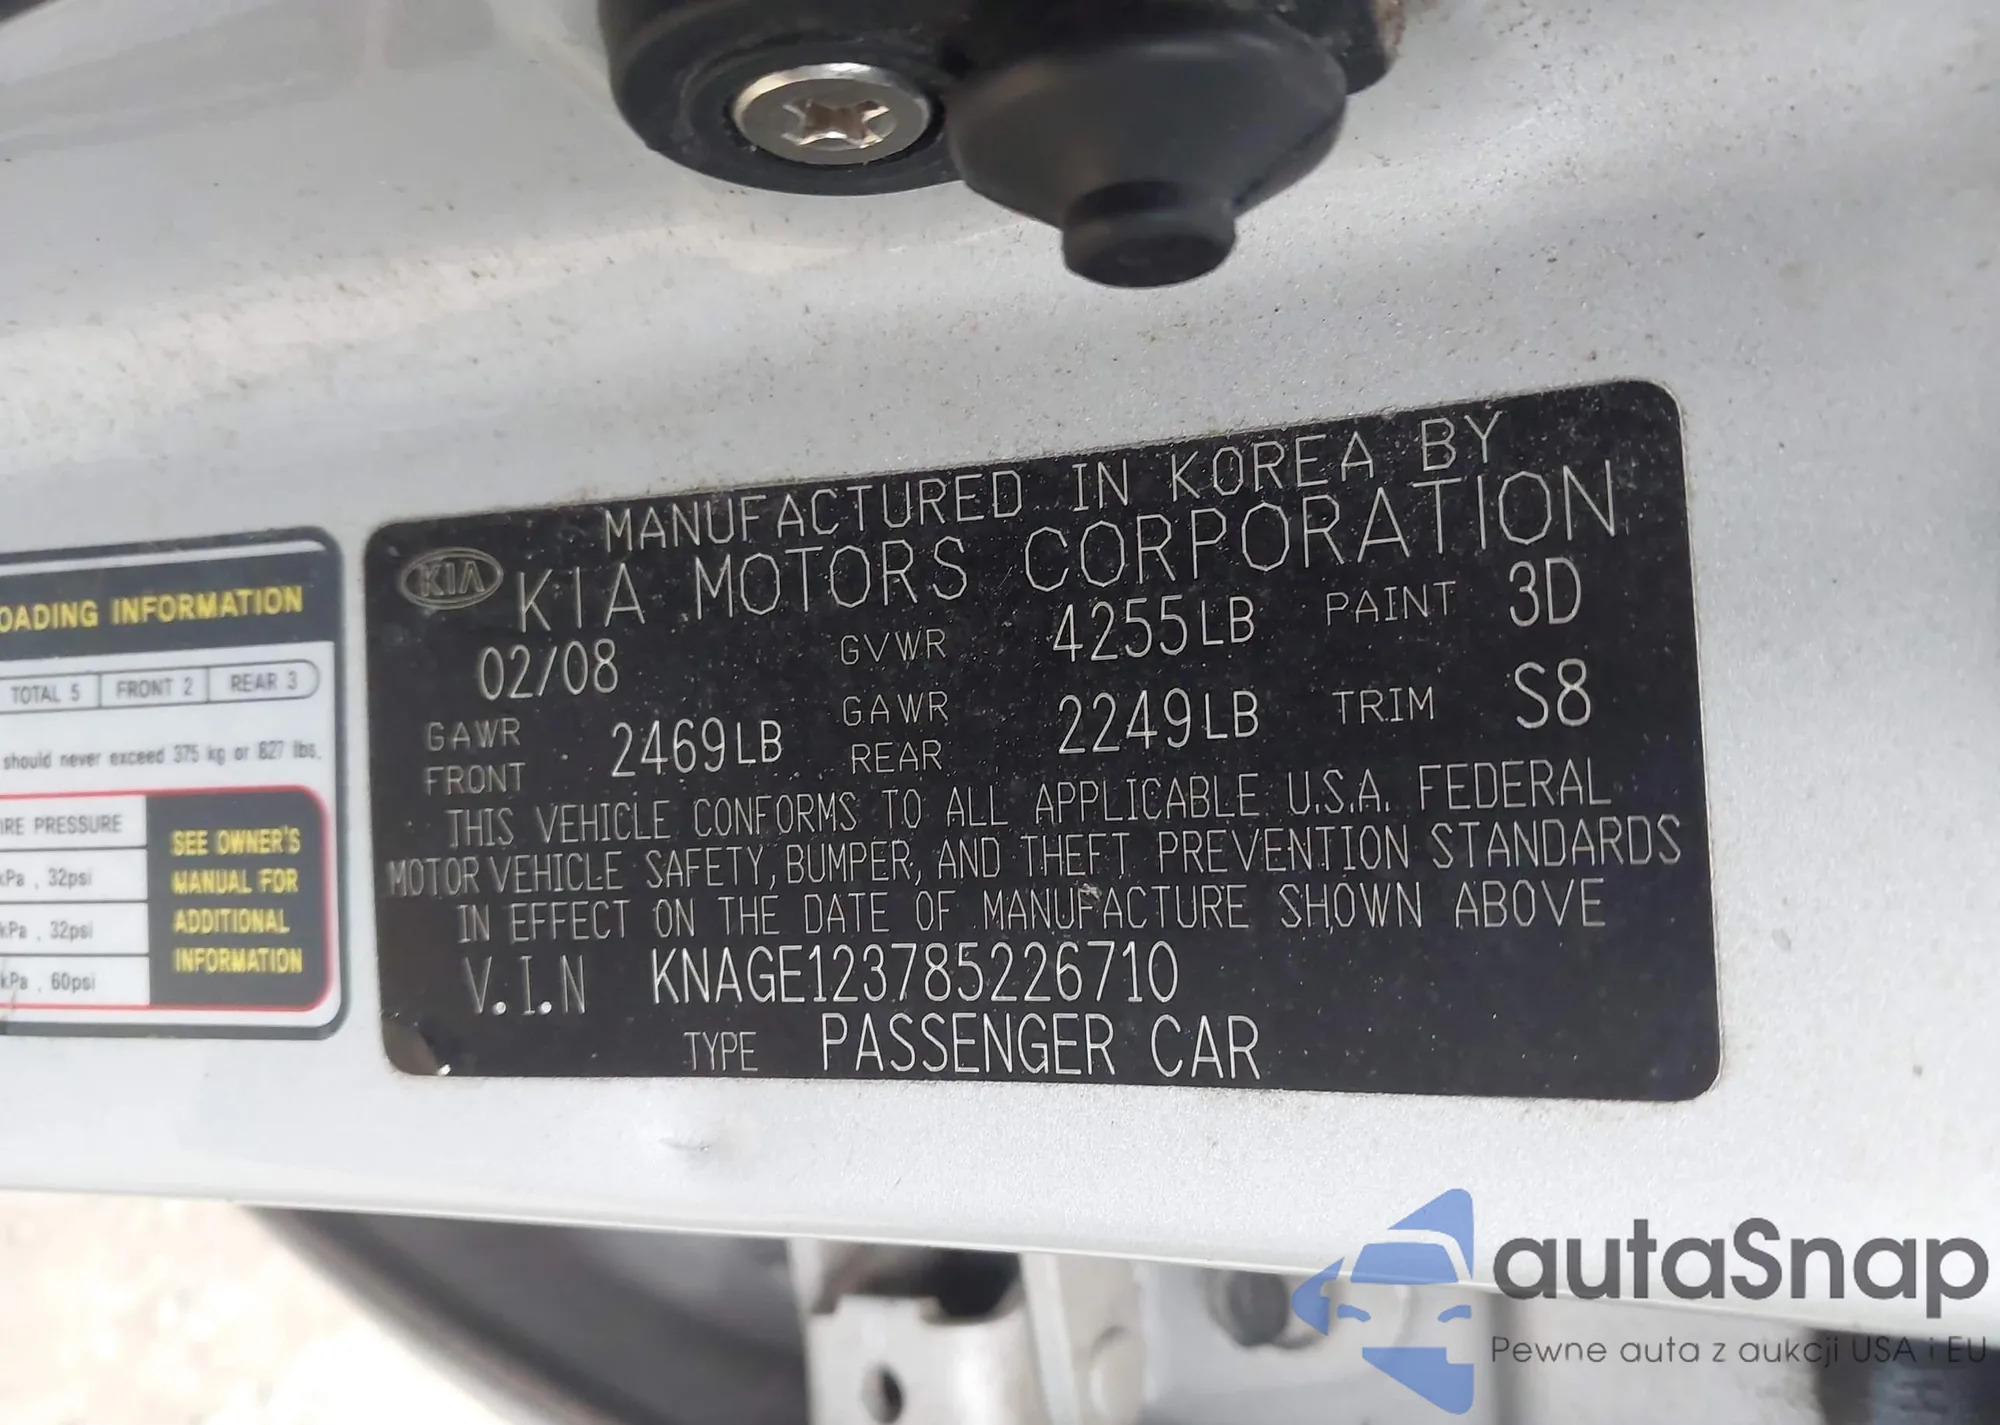 MANUFACTURED IN KOREA BY
KIA KIA MOTORS CORPORATION
02/08 GVWR 4255LB PAINT 3D
GAWR FRONT 2469LB GAWR REAR 2249LB TRIM S8
THIS VEHICLE CONFORMS TO ALL APPLICABLE U.S.A. FEDERAL
MOTOR VEHICLE SAFETY, BUMPER, AND THEFT PREVENTION STANDARDS
IN EFFECT ON THE DATE OF MANUFACTURE SHOWN ABOVE
V.I.N KNAGE123785226710
TYPE PASSENGER CAR
OADING INFORMATION
TOTAL 5 FRONT 2 REAR 3
should never exceed 375 kg or 827 lbs.
IRE PRESSURE
kPa , 32psi
kPa , 32psi
kPa , 60psi
SEE OWNER'S
MANUAL FOR
ADDITIONAL
INFORMATION
autaSnap
Pewne auta z aukcji USA i EU